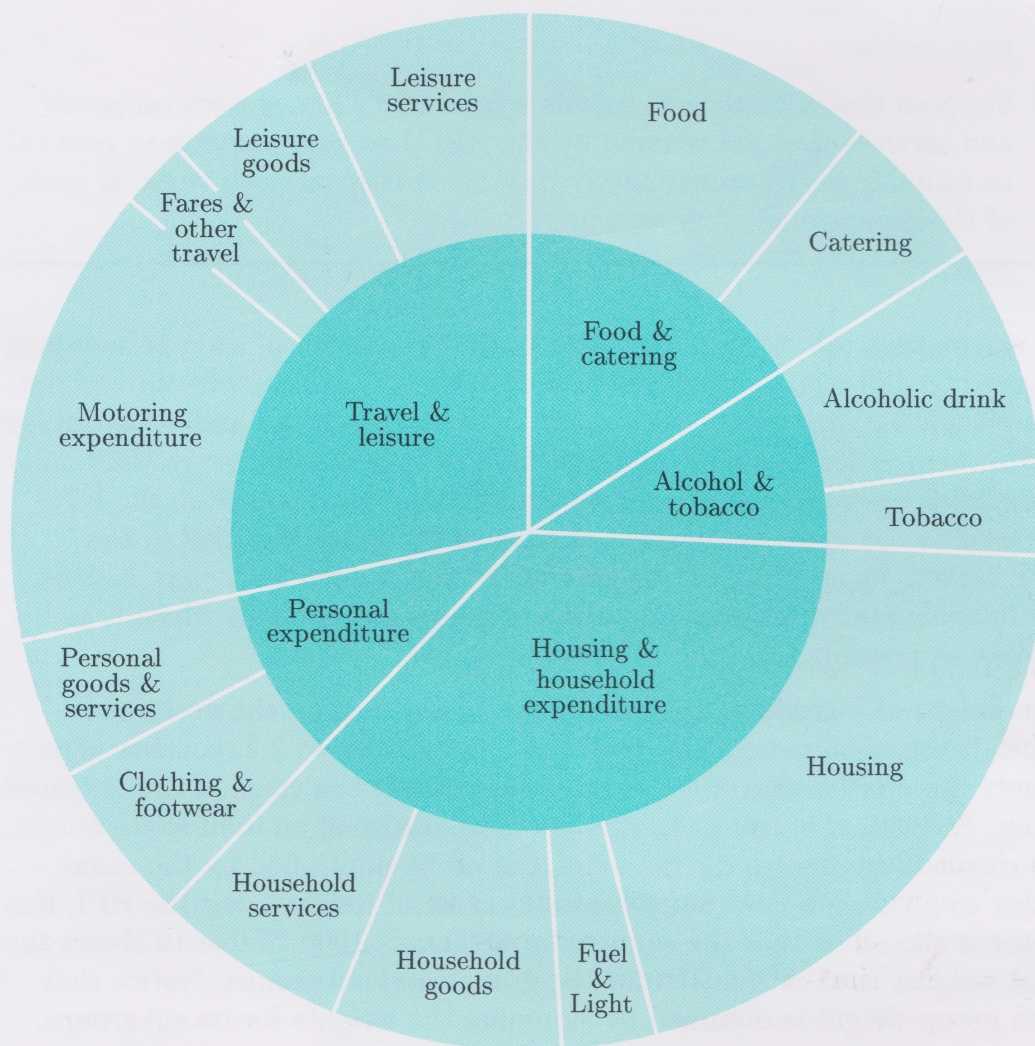 Leisure
services
Food
Leisure
goods
Fares &
other
travel
Catering
Food &
catering
Motoring
expenditure
Travel &
leisure
Alcoholic drink
Alcohol &
tobacco
Tobacco
Personal
expenditure
Housing &
household
expenditure
Personal
goods &
services
Housing
Clothing &
footwear
Household
services
Household
goods
Fuel
&
Light